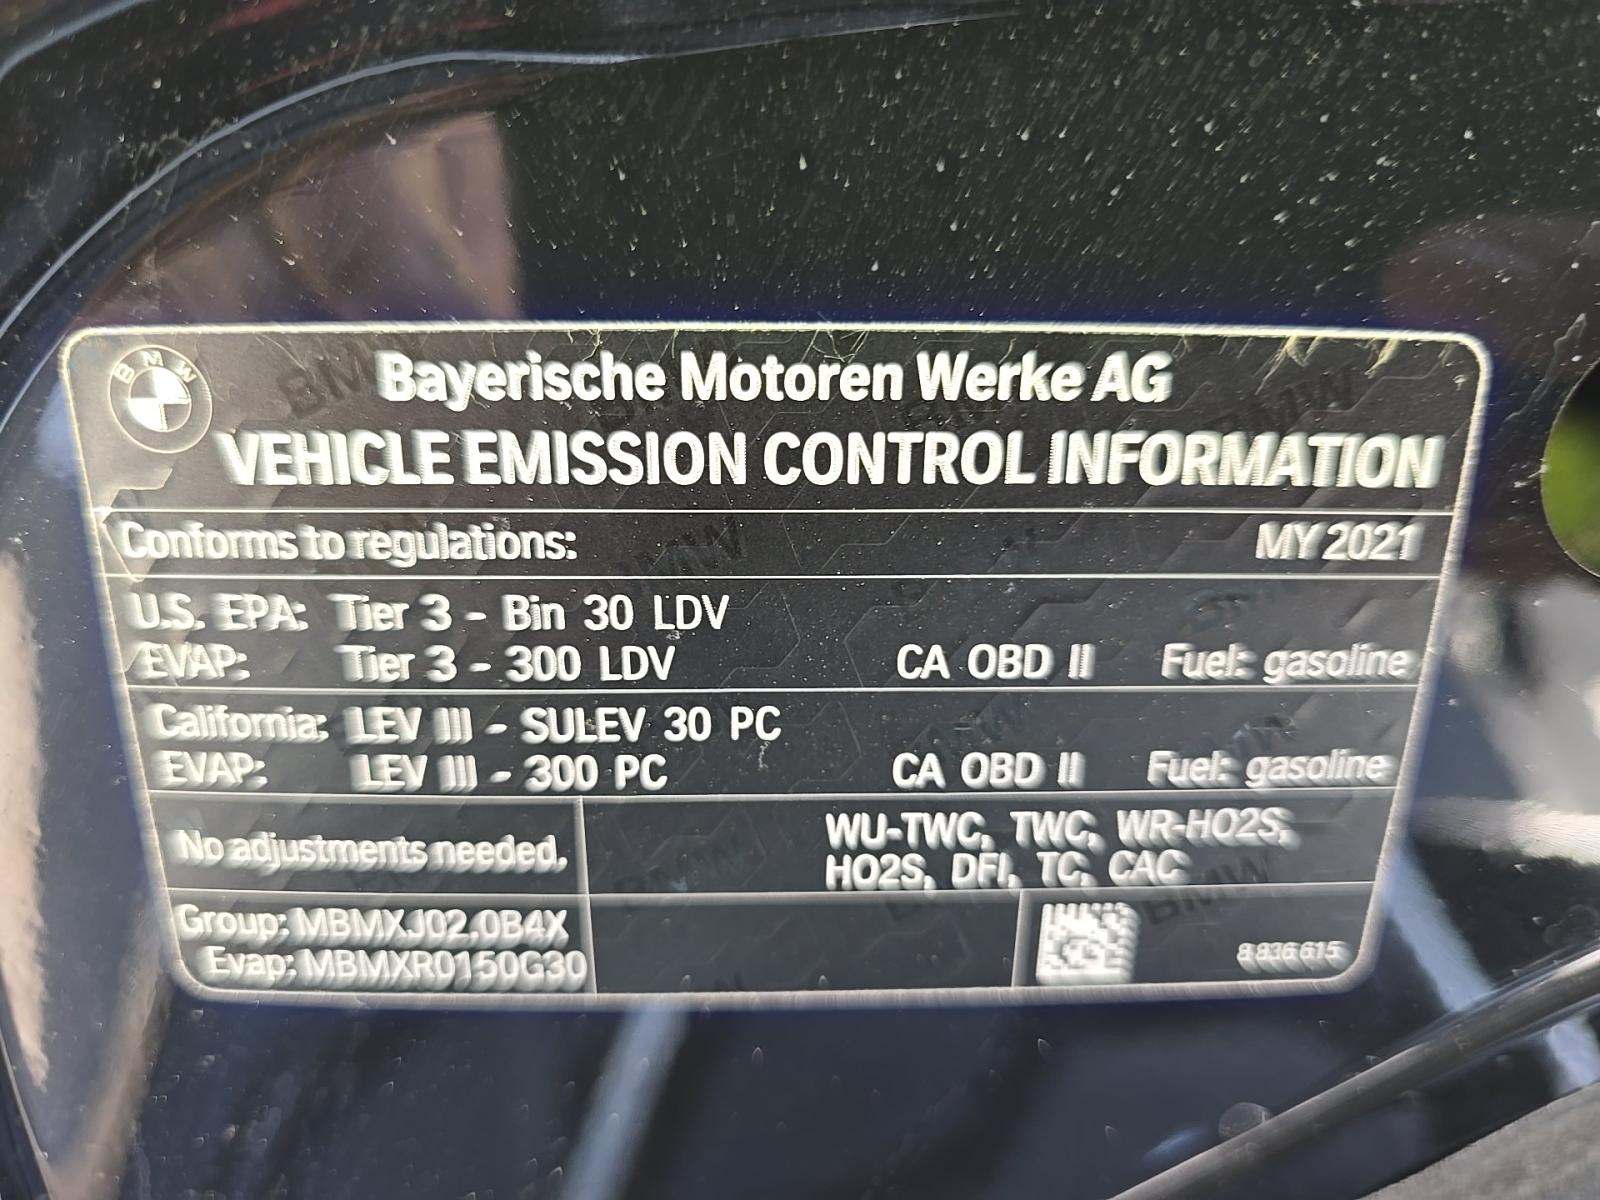 BMW
Bayerische Motoren Werke AG
VEHICLE EMISSION CONTROL INFORMATION
Conforms to regulations: MY 2021
U.S. EPA: Tier 3 - Bin 30 LDV
EVAP: Tier 3 - 300 LDV CA OBD II Fuel: gasoline
California: LEV III - SULEV 30 PC
EVAP: LEV III - 300 PC CA OBD II Fuel: gasoline
No adjustments needed.
WU-TWC, TWC, WR-HO2S,
HO2S, DFI, TC, CAC
Group: MBMXJ02.0B4X
Evap: MBMXR0150G30
8 836 615